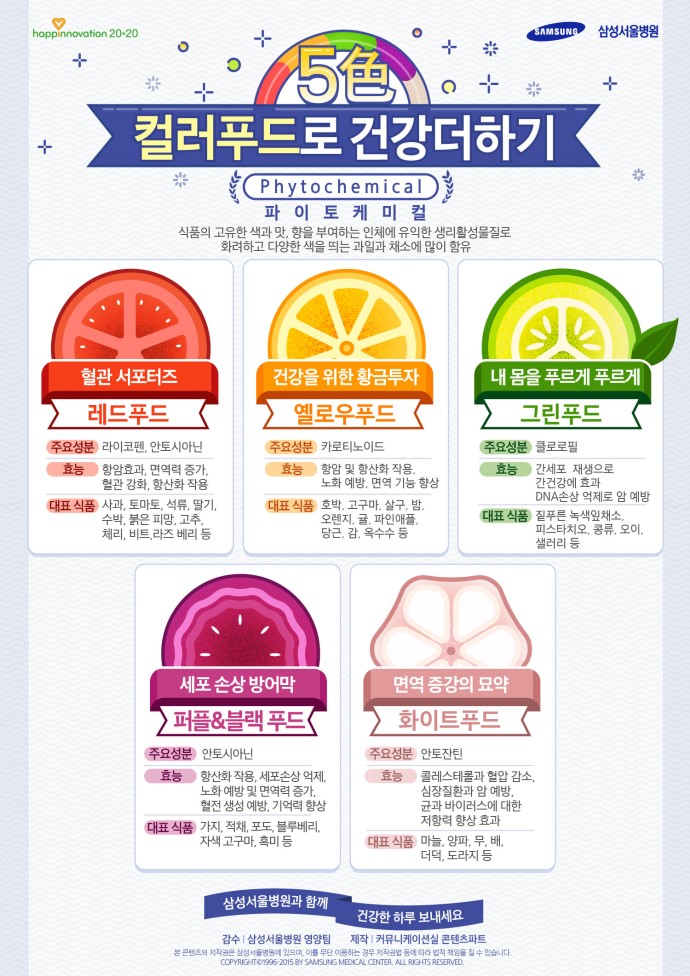 happinnovation 20*20
SAMSUNG 삼성서울병원
5色
컬러푸드로 건강더하기
Phytochemical
파이토케미컬
식품의 고유한 색과 맛, 향을 부여하는 인체에 유익한 생리활성물질로
화려하고 다양한 색을 띄는 과일과 채소에 많이 함유
혈관 서포터즈
레드푸드
주요성분 라이코펜, 안토시아닌
효능 항암효과, 면역력 증가,
혈관 강화, 항산화 작용
대표 식품 사과, 토마토, 석류, 딸기,
수박, 붉은 피망, 고추,
체리, 비트,라즈 베리 등
건강을 위한 황금투자
옐로우푸드
주요성분 카로티노이드
효능 항암 및 항산화 작용,
노화 예방, 면역 기능 향상
대표 식품 호박, 고구마, 살구, 밤,
오렌지, 귤, 파인애플,
당근, 감, 옥수수 등
내 몸을 푸르게 푸르게
그린푸드
주요성분 클로로필
효능 간세포 재생으로
간건강에 효과
DNA손상 억제로 암 예방
대표 식품 짙푸른 녹색잎채소,
피스타치오, 콩류, 오이,
샐러리 등
세포 손상 방어막
퍼플&블랙 푸드
주요성분 안토시아닌
효능 항산화 작용, 세포손상 억제,
노화 예방 및 면역력 증가,
혈전 생성 예방, 기억력 향상
대표 식품 가지, 적채, 포도, 블루베리,
자색 고구마, 흑미 등
면역 증강의 묘약
화이트푸드
주요성분 안토잔틴
효능 콜레스테롤과 혈압 감소,
심장질환과 암 예방,
균과 바이러스에 대한
저항력 향상 효과
대표 식품 마늘, 양파, 무, 배,
더덕, 도라지 등
삼성서울병원과 함께
건강한 하루 보내세요
감수 | 삼성서울병원 영양팀 제작 | 커뮤니케이션실 콘텐츠파트
본 콘텐츠의 저작권은 삼성서울병원에 있으며, 이를 무단 이용하는 경우 저작권법 등에 따라 법적 책임을 질 수 있습니다.
COPYRIGHT©1996-2015 BY SAMSUNG MEDICAL CENTER. ALL RIGHTS RESERVED.